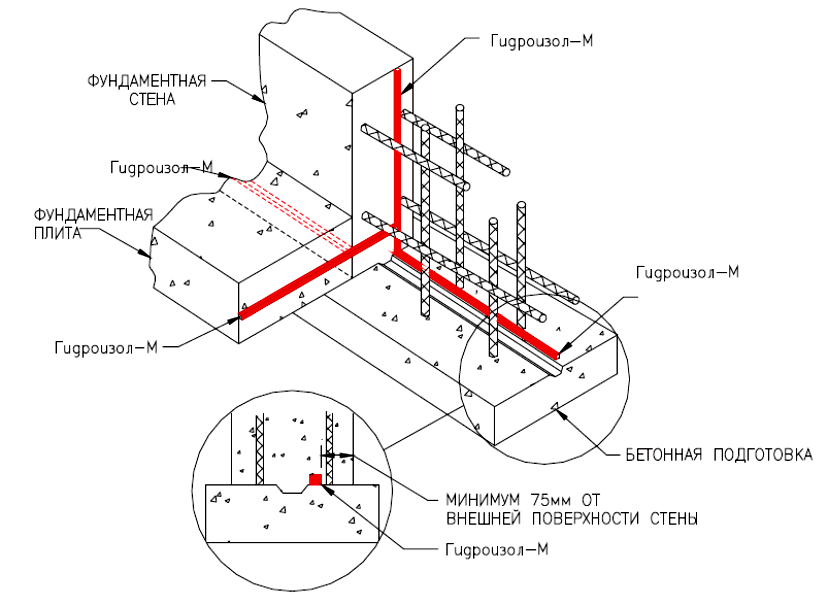 Гидроизол-М
ФУНДАМЕНТНАЯ
СТЕНА
Гидроизол-М
ФУНДАМЕНТНАЯ
ПЛИТА
Гидроизол-М
Гидроизол-М
БЕТОННАЯ ПОДГОТОВКА
МИНИМУМ 75мм ОТ
ВНЕШНЕЙ ПОВЕРХНОСТИ СТЕНЫ
Гидроизол-М